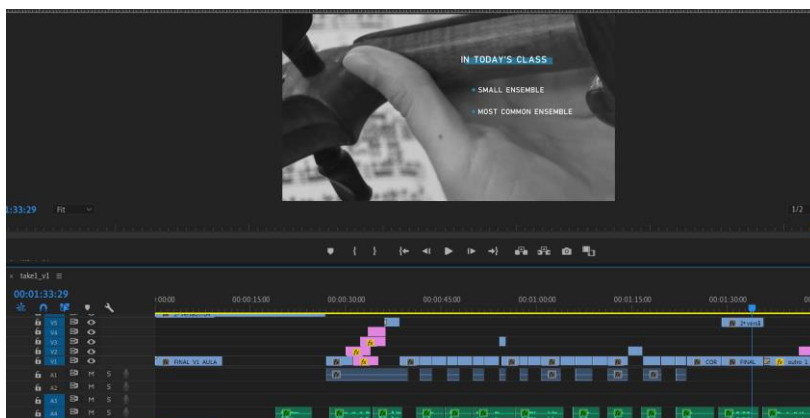 IN TODAY'S CLASS
SMALL ENSEMBLE
MOST COMMON ENSEMBLE
1:33:29 Fit 1/2
take1_v1
00:01:33:29
:00:00 00:00:15:00 00:00:30:00 00:00:45:00 00:01:00:00 00:01:15:00 00:01:30:00
V5
V4
V3
V2
V1 FINAL V1 AULA COR FINAL outro 1
A1 M S
A2 M S
A3 M S
A4 M S